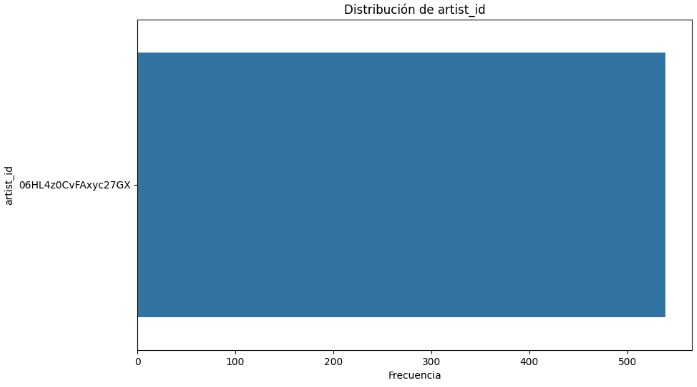 Distribución de artist_id
artist_id
06HL4z0CvFAxyc27GX
0 100 200 300 400 500
Frecuencia